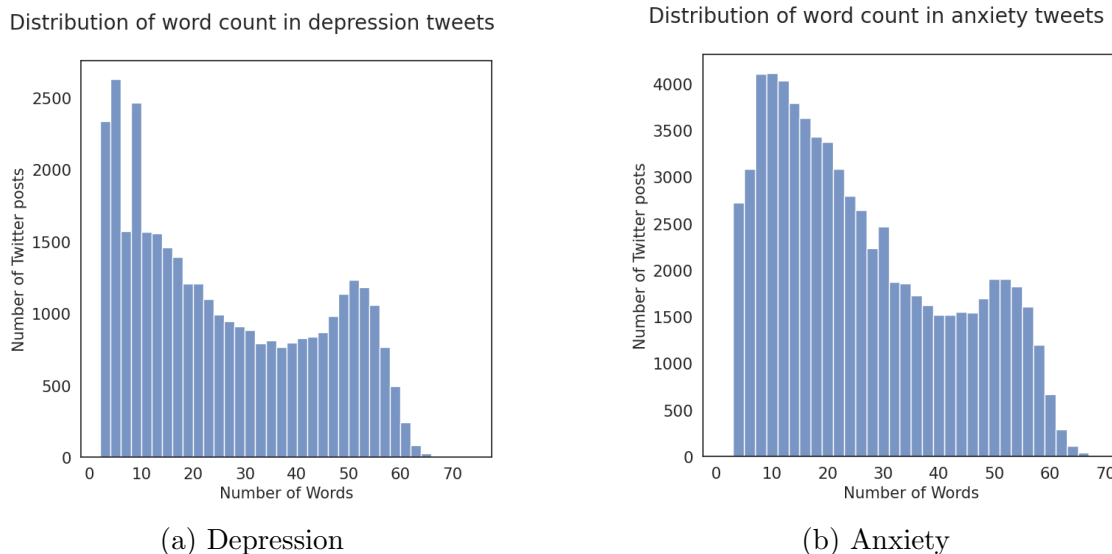 Distribution of word count in depression tweets
Number of Twitter posts
2500
2000
1500
1000
500
0
0 10 20 30 40 50 60 70
Number of Words
(a) Depression
Distribution of word count in anxiety tweets
Number of Twitter posts
4000
3500
3000
2500
2000
1500
1000
500
0
0 10 20 30 40 50 60 70
Number of Words
(b) Anxiety